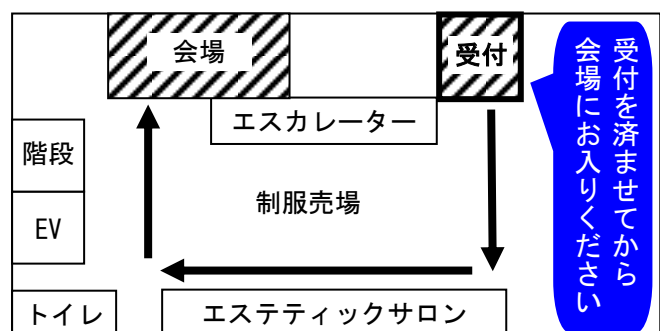 会場
受付
受付を済ませてから
会場にお入りください
エスカレーター
階段
制服売場
EV
トイレ
エステティックサロン